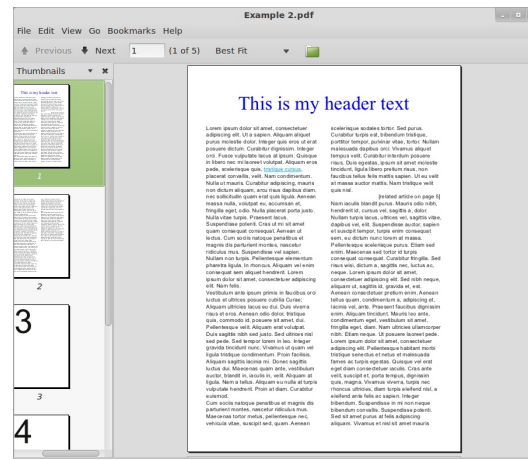 Example 2.pdf
File Edit View Go Bookmarks Help
Previous Next 1 (1 of 5) Best Fit
Thumbnails
This is my header text
1
2
3
3
4
This is my header text
Lorem ipsum dolor sit amet, consectetuer
adipiscing elit. Ut a sapien. Aliquam aliquet
purus molestie dolor. Integer quis eros ut erat
posuere dictum. Curabitur dignissim. Integer
orci. Fusce vulputate lacus at ipsum. Quisque
in libero nec mi laoreet volutpat. Aliquam eros
pede, scelerisque quis, tristique cursus,
placerat convallis, velit. Nam condimentum.
Nulla ut mauris. Curabitur adipiscing, mauris
non dictum aliquam, arcu risus dapibus diam,
nec sollicitudin quam erat quis ligula. Aenean
massa nulla, volutpat eu, accumsan et,
fringilla eget, odio. Nulla placerat porta justo.
Nulla vitae turpis. Praesent lacus.
Suspendisse potenti. Cras ut mi sit amet
quam consequat consequat. Aenean ut
lectus. Cum sociis natoque penatibus et
magnis dis parturient montes, nascetur
ridiculus mus. Suspendisse vel sapien.
Nullam non turpis. Pellentesque elementum
pharetra ligula. In rhoncus. Aliquam vel enim
consequat sem aliquet hendrerit. Lorem
ipsum dolor sit amet, consectetuer adipiscing
elit. Nam felis.
Vestibulum ante ipsum primis in faucibus orci
luctus et ultrices posuere cubilia Curae;
Aliquam ultricies lacus eu dui. Duis viverra
risus et eros. Aenean odio dolor, tristique
quis, commodo id, posuere sit amet, dui.
Pellentesque velit. Aliquam erat volutpat.
Duis sagittis nibh sed justo. Sed ultrices nisl
sed pede. Sed tempor lorem in leo. Integer
gravida tincidunt nunc. Vivamus ut quam vel
ligula tristique condimentum. Proin facilisis.
Aliquam sagittis lacinia mi. Donec sagittis
luctus dui. Maecenas quam ante, vestibulum
auctor, blandit in, iaculis in, velit. Aliquam at
ligula. Nam a tellus. Aliquam eu nulla at turpis
vulputate hendrerit. Proin at diam. Curabitur
euismod.
Cum sociis natoque penatibus et magnis dis
parturient montes, nascetur ridiculus mus.
Maecenas tortor metus, pellentesque nec,
vehicula vitae, suscipit sed, quam. Aenean
scelerisque sodales tortor. Sed purus.
Curabitur turpis est, bibendum tristique,
porttitor tempor, pulvinar vitae, tortor. Nullam
malesuada dapibus orci. Vivamus aliquet
tempus velit. Curabitur interdum posuere
risus. Duis egestas, ipsum sit amet molestie
tincidunt, ligula libero pretium risus, non
faucibus tellus felis mattis sapien. Ut eu velit
at massa auctor mattis. Nam tristique velit
quis nisl.
[related article on page 5]
Nam iaculis blandit purus. Mauris odio nibh,
hendrerit id, cursus vel, sagittis a, dolor.
Nullam turpis lacus, ultrices vel, sagittis vitae,
dapibus vel, elit. Suspendisse auctor, sapien
et suscipit tempor, turpis enim consequat
sem, eu dictum nunc lorem at massa.
Pellentesque scelerisque purus. Etiam sed
enim. Maecenas sed tortor id turpis
consequat consequat. Curabitur fringilla. Sed
risus wisi, dictum a, sagittis nec, luctus ac,
neque. Lorem ipsum dolor sit amet,
consectetuer adipiscing elit. Sed nibh neque,
aliquam ut, sagittis id, gravida et, est.
Aenean consectetuer pretium enim. Aenean
tellus quam, condimentum a, adipiscing et,
lacinia vel, ante. Praesent faucibus dignissim
enim. Aliquam tincidunt. Mauris leo ante,
condimentum eget, vestibulum sit amet,
fringilla eget, diam. Nam ultricies ullamcorper
nibh. Etiam neque. Ut posuere laoreet pede.
Lorem ipsum dolor sit amet, consectetuer
adipiscing elit. Pellentesque habitant morbi
tristique senectus et netus et malesuada
fames ac turpis egestas. Quisque vel erat
eget diam consectetuer iaculis. Cras ante
velit, suscipit et, porta tempus, dignissim
quis, magna. Vivamus viverra, turpis nec
rhoncus ultricies, diam turpis eleifend nisl, a
eleifend ante felis ac sapien. Integer
bibendum. Suspendisse in mi non neque
bibendum convallis. Suspendisse potenti.
Sed sit amet purus at felis adipiscing
aliquam. Vivamus et nisl sit amet mauris